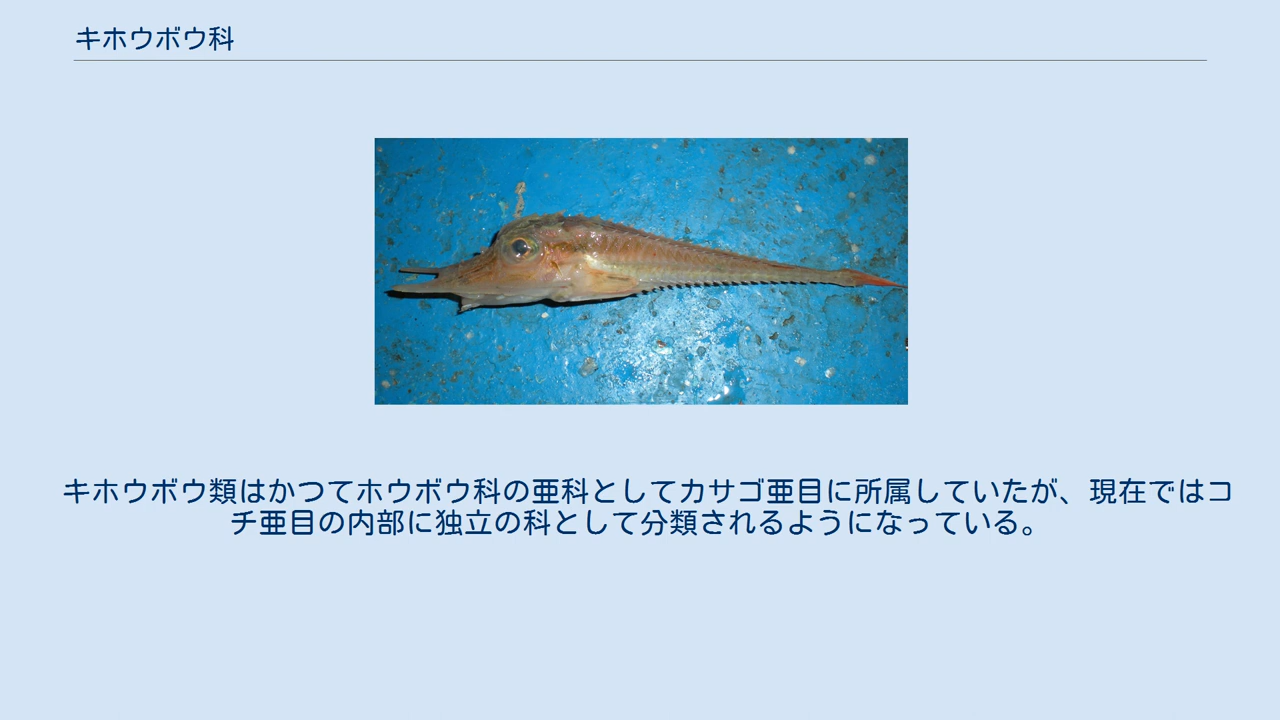 キホウボウ科
キホウボウ類はかつてホウボウ科の亜科としてカサゴ亜目に所属していたが、現在ではコ
チ亜目の内部に独立の科として分類されるようになっている。